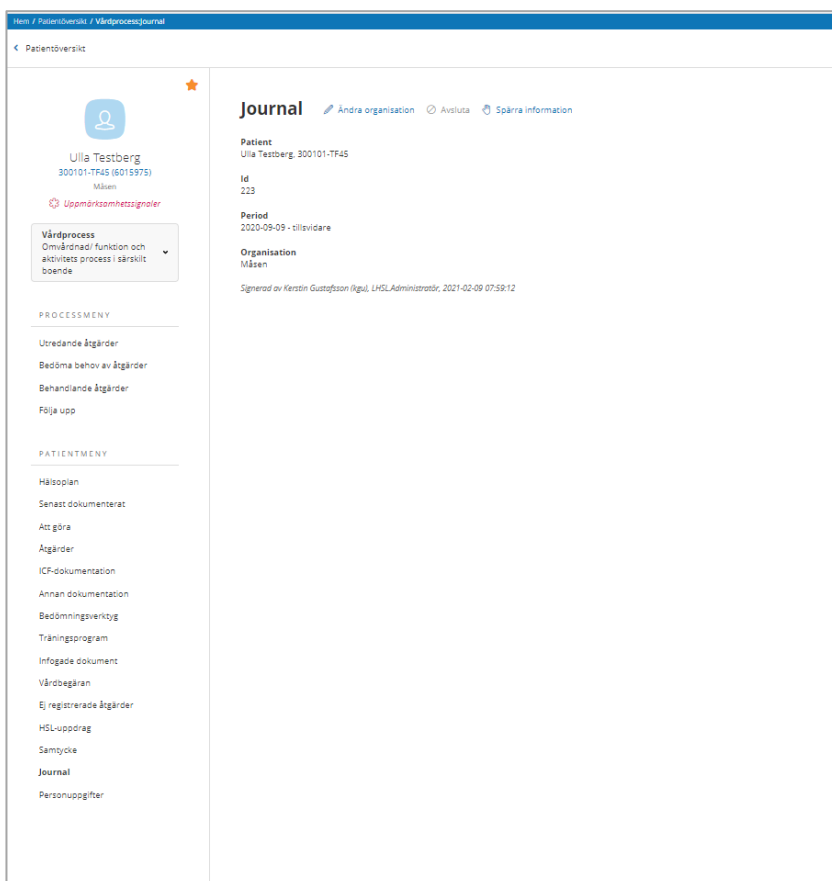 Hem / Patientöversikt / Vårdprocess;Journal
Patientöversikt
Ulla Testberg
300101-TF45 (6015975)
Måsen
Uppmärksamhetssignaler
Vårdprocess
Omvårdnad/ funktion och
aktivitets process i särskilt
boende
PROCESSMENY
Utredande åtgärder
Bedöma behov av åtgärder
Behandlande åtgärder
Följa upp
PATIENTMENY
Hälsoplan
Senast dokumenterat
Att göra
Åtgärder
ICF-dokumentation
Annan dokumentation
Bedömningsverktyg
Träningsprogram
Infogade dokument
Vårdbegäran
Ej registrerade åtgärder
HSL-uppdrag
Samtycke
Journal
Personuppgifter
Journal Ändra organisation Avsluta Spärra information
Patient
Ulla Testberg, 300101-TF45
Id
223
Period
2020-09-09 - tillsvidare
Organisation
Måsen
Signerad av Kerstin Gustafsson (kgu), LHSL.Administratör, 2021-02-09 07:59:12